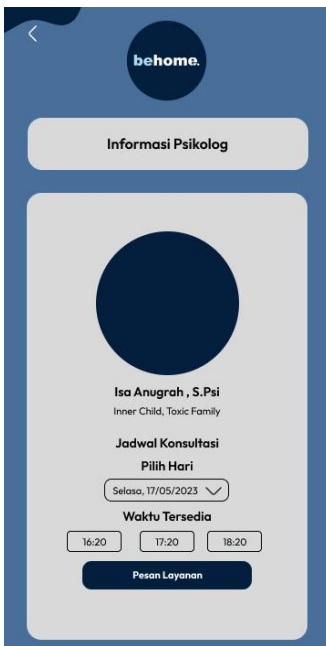 behome.
Informasi Psikolog
Isa Anugrah , S.Psi
Inner Child, Toxic Family
Jadwal Konsultasi
Pilih Hari
Selasa, 17/05/2023
Waktu Tersedia
16:20 17:20 18:20
Pesan Layanan